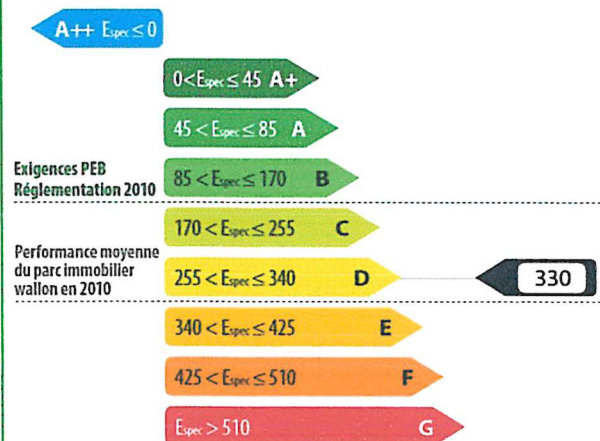 A++ Espec ≤ 0
0 < Espec ≤ 45 A+
45 < Espec ≤ 85 A
Exigences PEB
Réglementation 2010
85 < Espec ≤ 170 B
170 < Espec ≤ 255 C
Performance moyenne
du parc immobilier
wallon en 2010
255 < Espec ≤ 340 D
330
340 < Espec ≤ 425 E
425 < Espec ≤ 510 F
Espec > 510 G